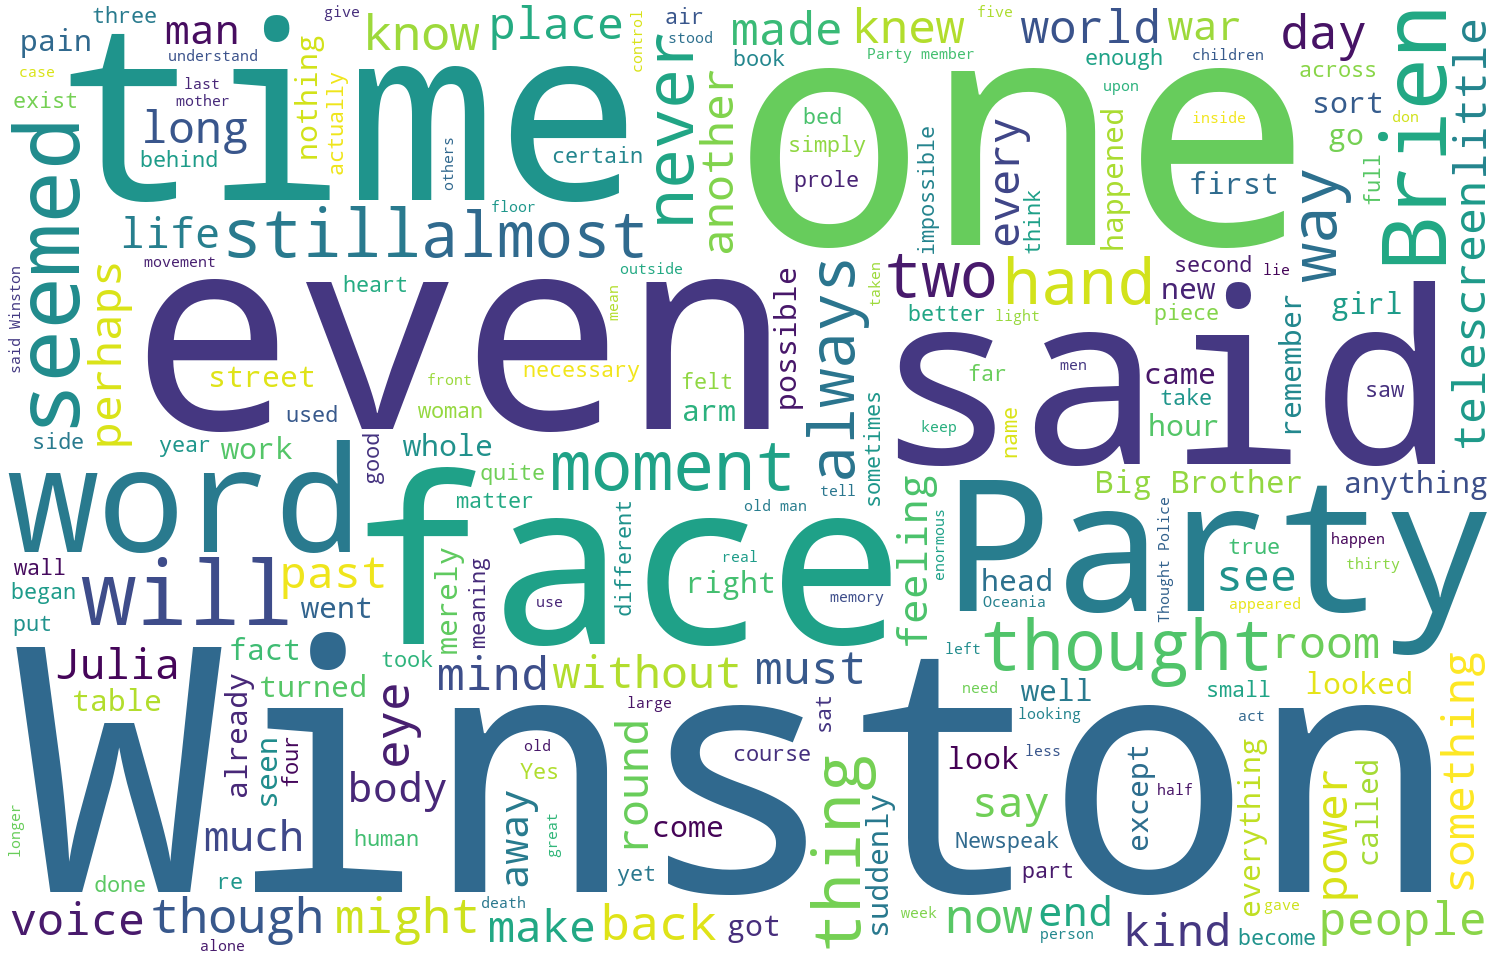 three
give
air
five
pain
man
time
know
place
made
knew
world
war
day
Brien
little
case
understand
control
stood
book
Party member
enough
children
across
exist
last
mother
nothing
actually
never
another
one
bed
upon
inside
sort
don
long
behind
others
certain
simply
prole
impossible
every
think
happened
first
go
way
full
telescreen
seemed
life
still
almost
floor
movement
heart
outside
said Winston
perhaps
even
mean
possible
always
taken
two
hand
second
new
lie
piece
girl
better
light
said
remember
street
necessary
front
felt
far
men
came
saw
used
woman
arm
take
side
year
work
good
whole
sometimes
keep
name
hour
word
quite
moment
matter
tell
Big Brother
anything
face
old man
feeling
enormous
Party
different
wall
will
past
real
Thought Police
true
happen
began
merely
meaning
use
right
memory
head
Oceania
see
thirty
put
went
appeared
fact
took
left
thought
room
Julia
mind
without
must
table
turned
already
seen
four
eye
well
small
looked
something
need
Winston
large
round
sat
looking
act
old
Yes
course
look
less
body
except
half
everything
power
called
longer
much
human
away
great
come
thing
suddenly
say
Newspeak
done
re
yet
part
voice
though
might
death
make
back
got
week
now
end
person
kind
become
gave
people
alone